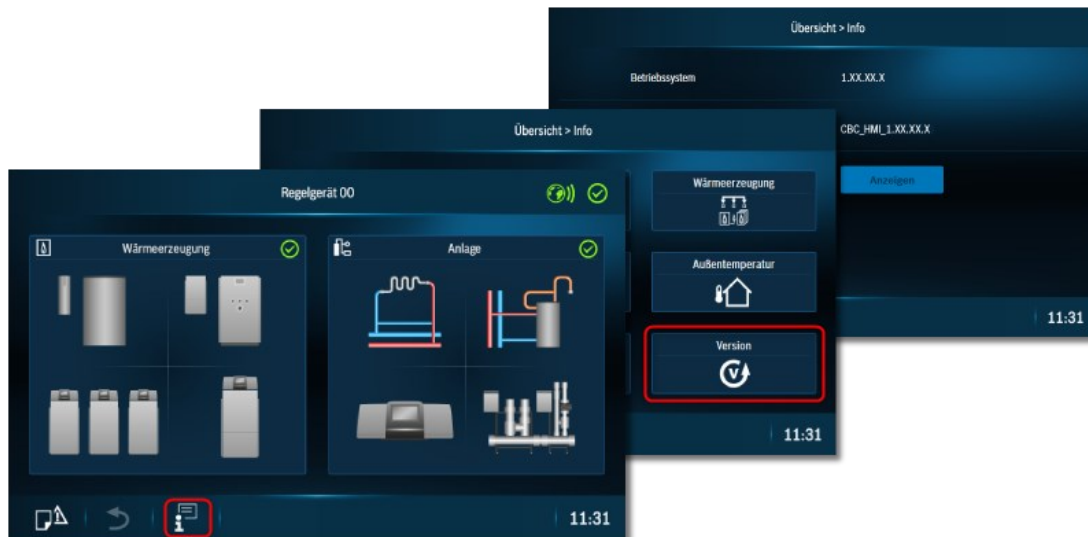 Übersicht > Info
Betriebssystem 1.XX.XX.X
CBC_HMI_1.XX.XX.X
Anzeigen
11:31
Übersicht > Info
Wärmeerzeugung
Außentemperatur
Version
V
11:31
Regelgerät 00
Wärmeerzeugung
Anlage
11:31